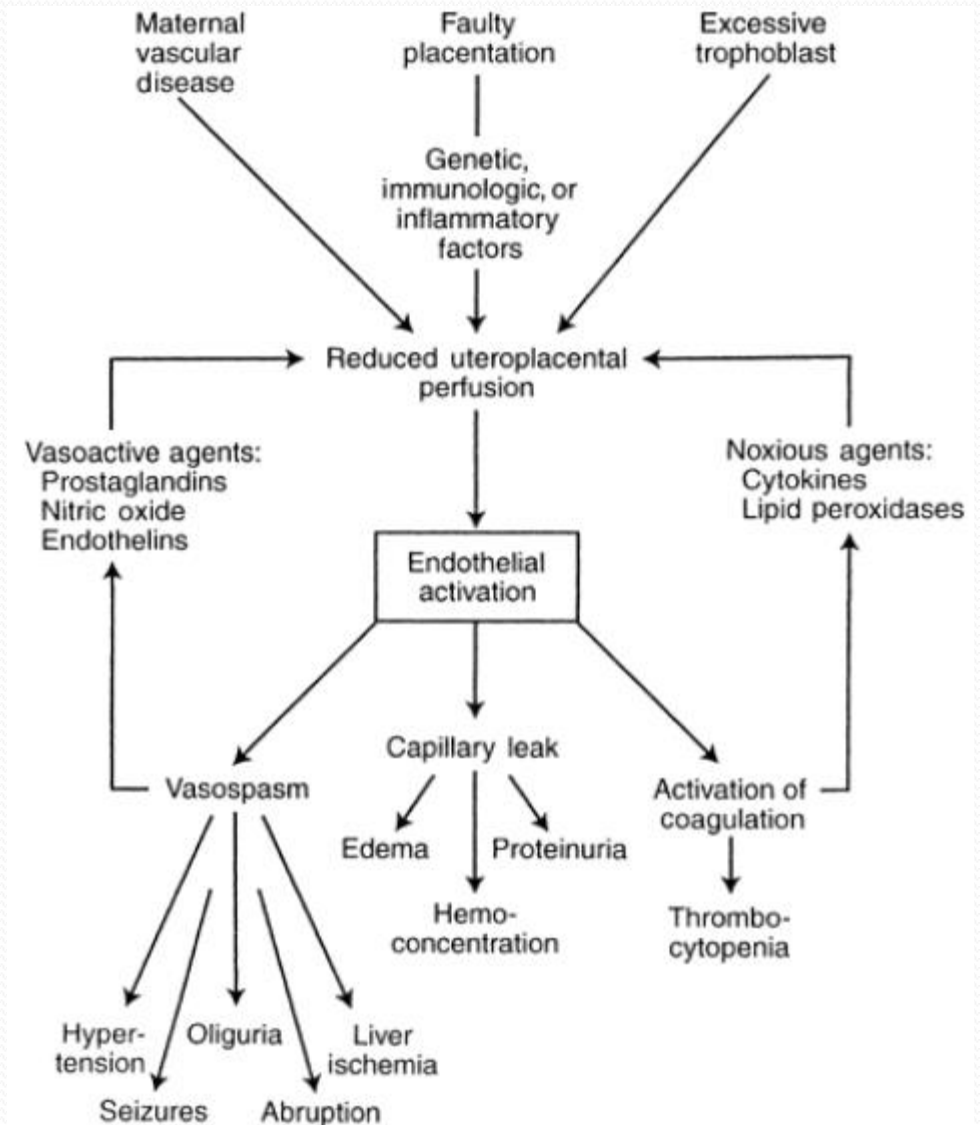 Maternal
vascular
disease
Faulty
placentation
Excessive
trophoblast
Genetic,
immunologic, or
inflammatory
factors
Reduced uteroplacental
perfusion
Vasoactive agents:
Prostaglandins
Nitric oxide
Endothelins
Noxious agents:
Cytokines
Lipid peroxidases
Endothelial
activation
Vasospasm
Capillary leak
Activation of
coagulation
Edema
Proteinuria
Hemo-
concentration
Thrombo-
cytopenia
Hyper-
tension
Oliguria
Liver
ischemia
Seizures
Abruption